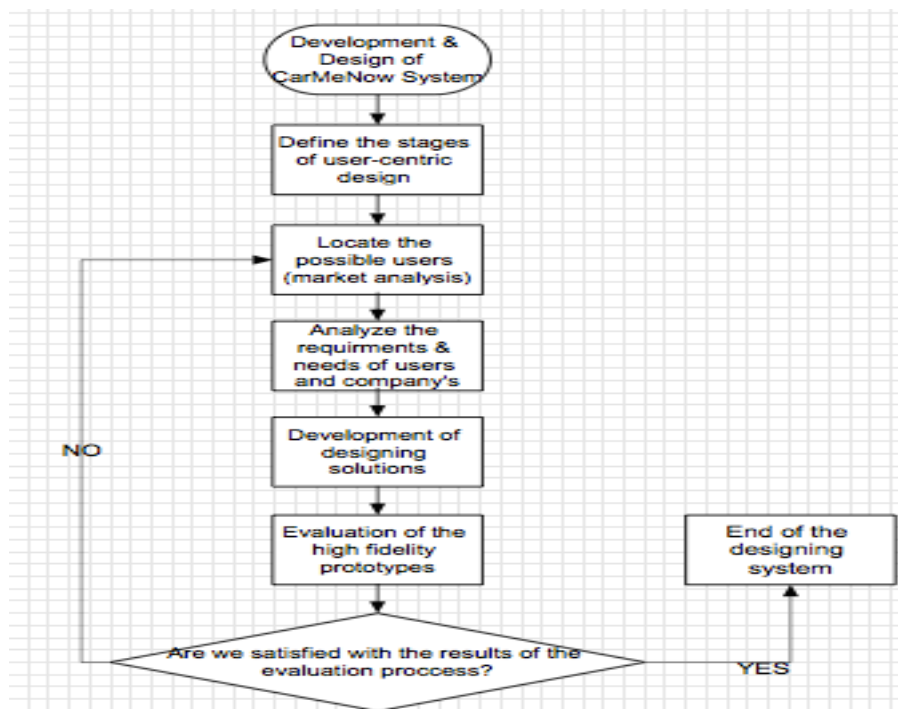 Development &
Design of
CarMeNow System
Define the stages
of user-centric
design
Locate the
possible users
(market analysis)
Analyze the
requirments &
needs of users
and company's
Development of
designing
solutions
NO
Evaluation of the
high fidelity
prototypes
End of the
designing
system
Are we satisfied with the results of the
evaluation proccess?
YES